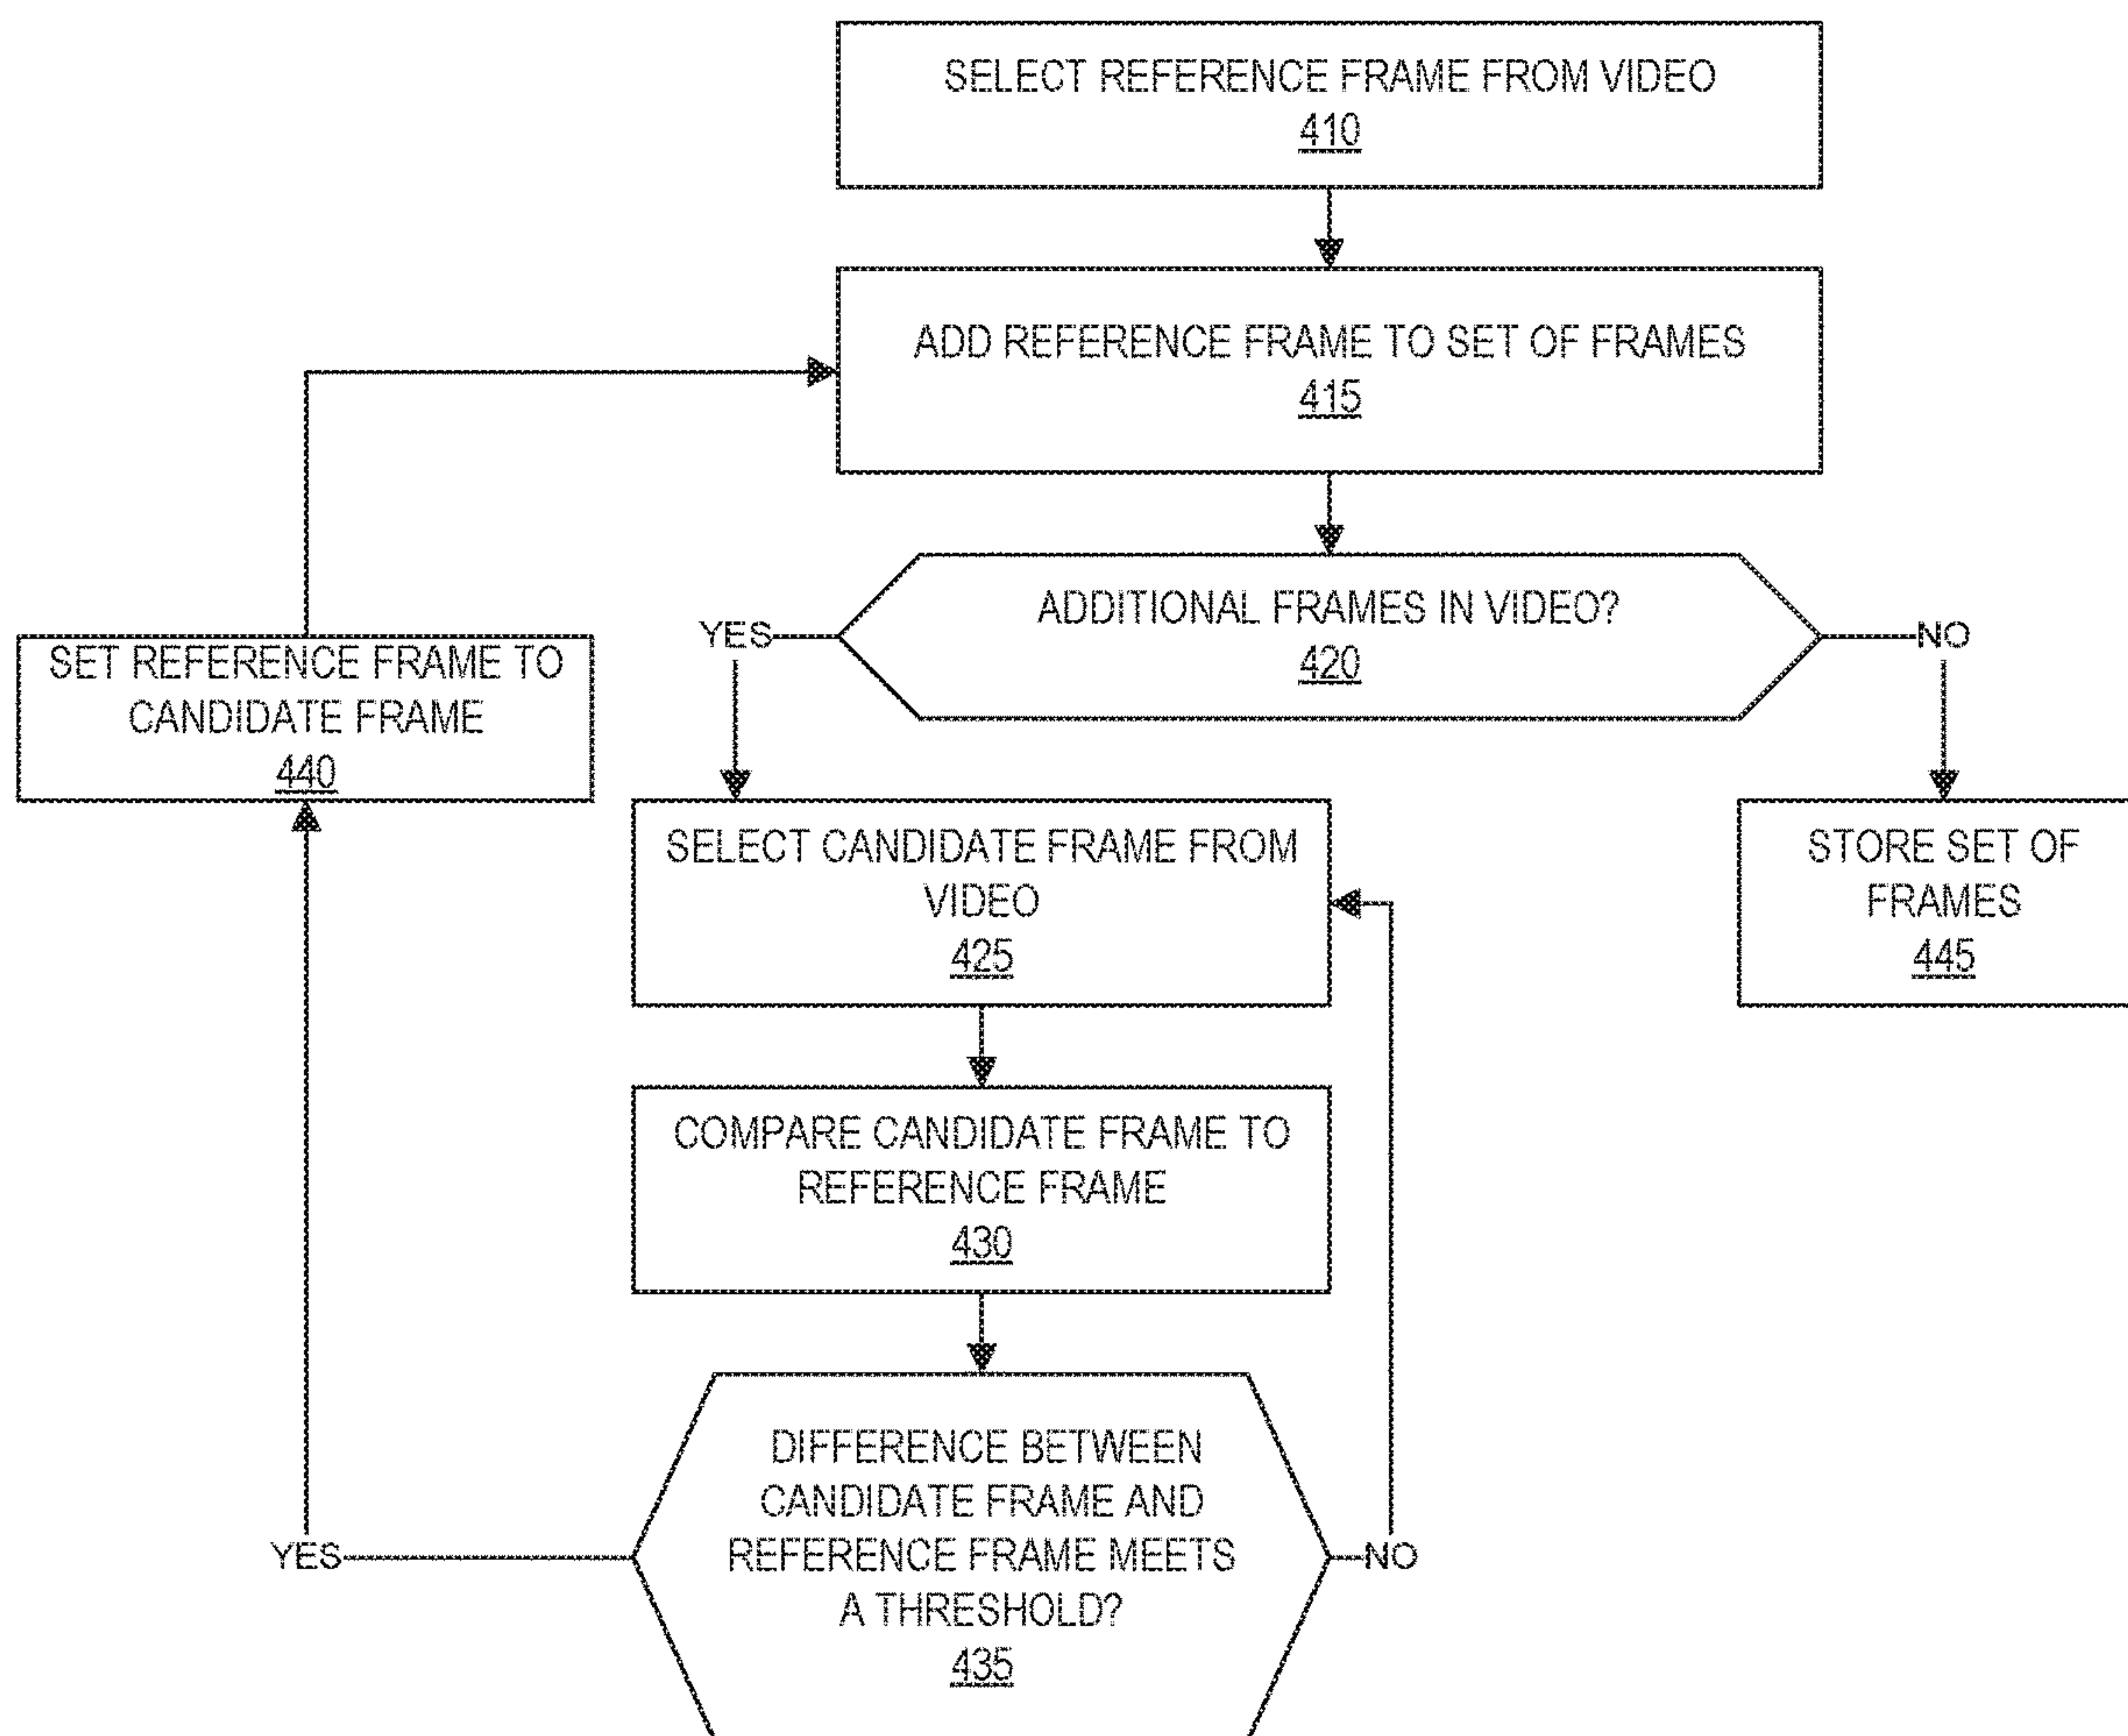 SELECT REFERENCE FRAME FROM VIDEO
410
ADD REFERENCE FRAME TO SET OF FRAMES
415
ADDITIONAL FRAMES IN VIDEO?
420
YES
NO
SET REFERENCE FRAME TO
CANDIDATE FRAME
440
SELECT CANDIDATE FRAME FROM
VIDEO
425
STORE SET OF
FRAMES
445
COMPARE CANDIDATE FRAME TO
REFERENCE FRAME
430
DIFFERENCE BETWEEN
CANDIDATE FRAME AND
REFERENCE FRAME MEETS
A THRESHOLD?
435
YES
NO